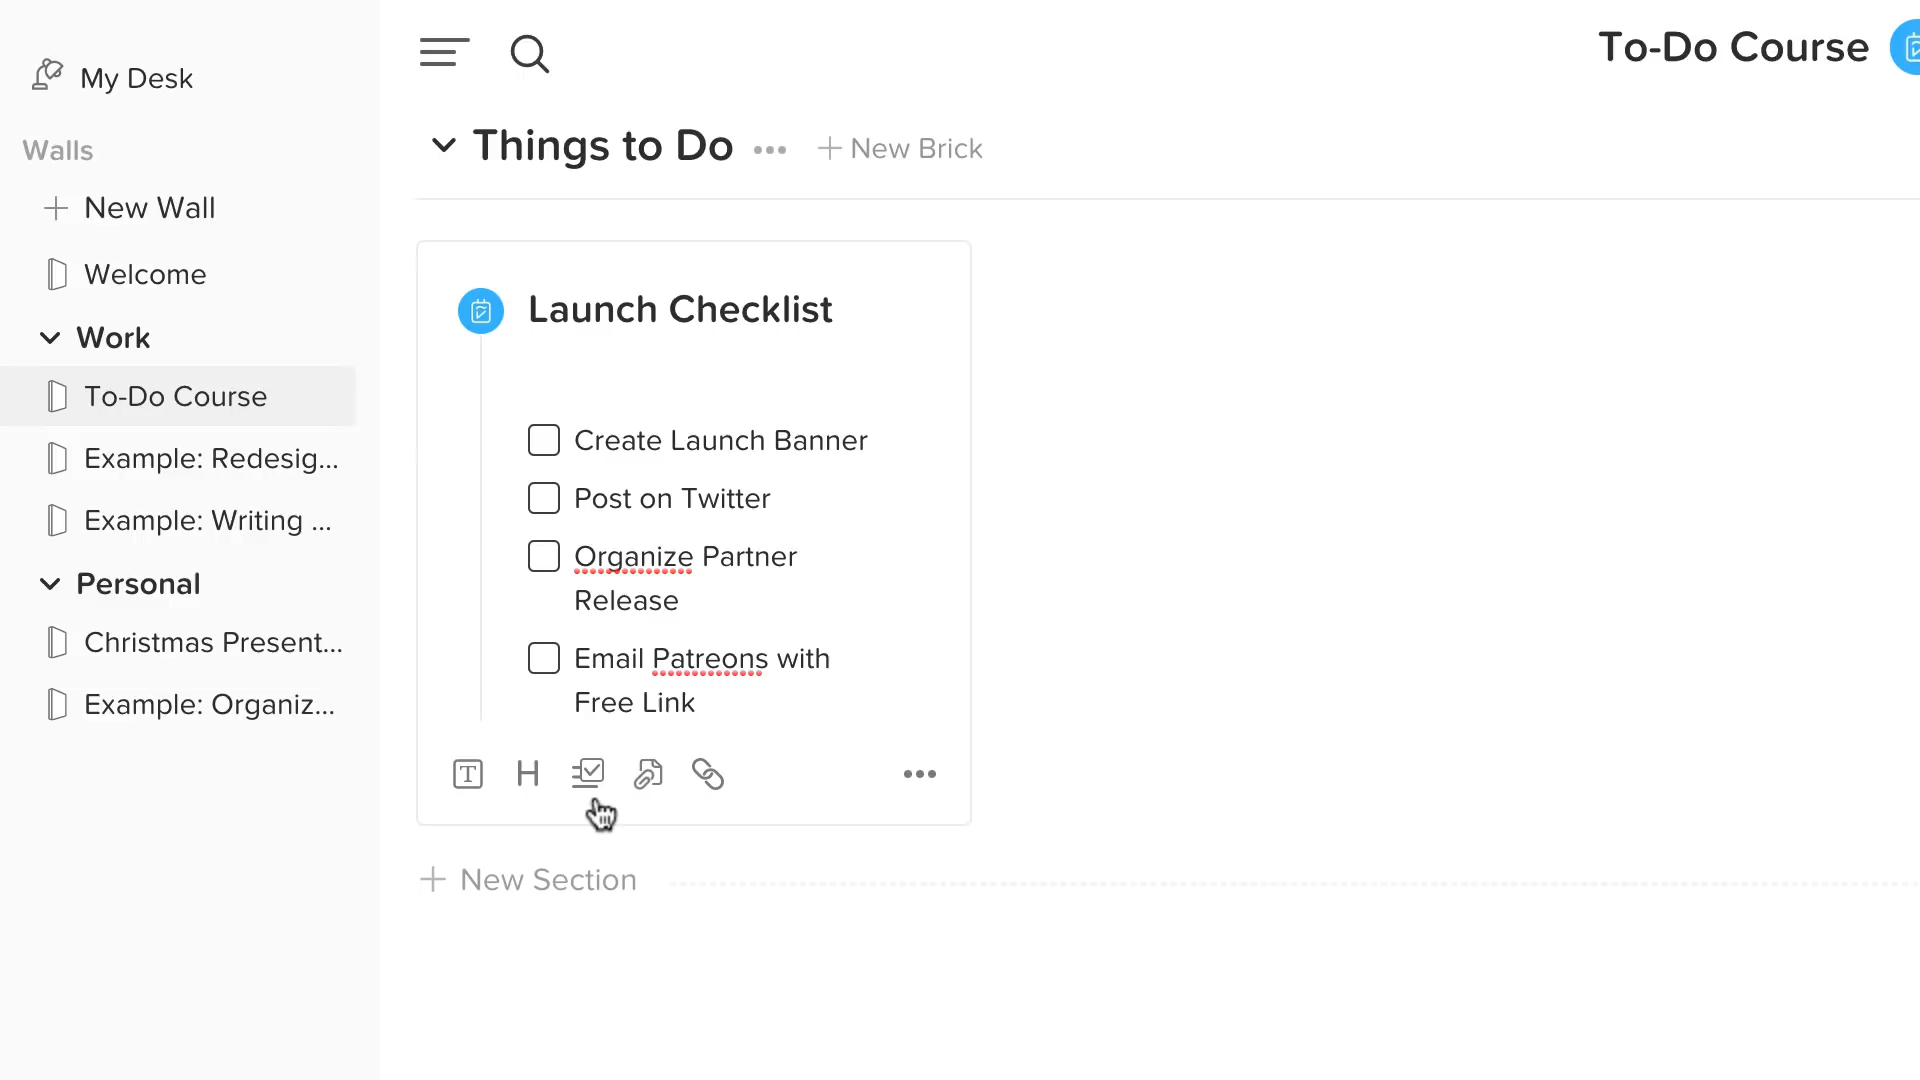 My Desk
Walls
New Wall
Welcome
Work
To-Do Course
Example: Redesig...
Example: Writing ...
Personal
Christmas Present...
Example: Organiz...
To-Do Course
Things to Do ••• + New Brick
Launch Checklist
Create Launch Banner
Post on Twitter
Organize Partner
Release
Email Patreons with
Free Link
T H
+ New Section